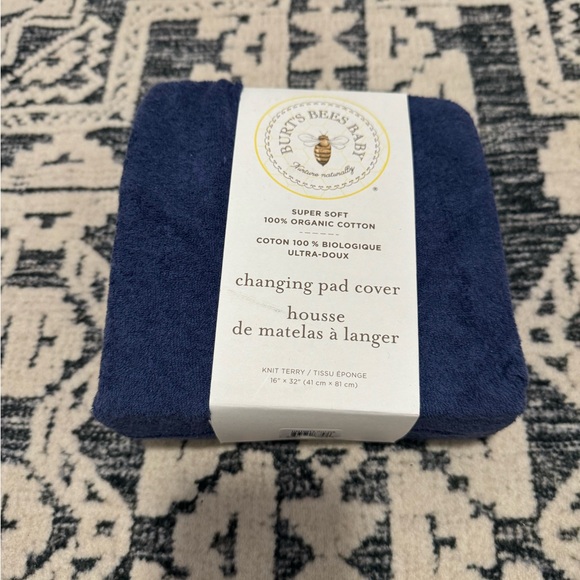 BURT'S BEES BABY
Nurture naturally
®
SUPER SOFT
100% ORGANIC COTTON
COTON 100 % BIOLOGIQUE
ULTRA-DOUX
changing pad cover
housse
de matelas à langer
KNIT TERRY / TISSU ÉPONGE
16" × 32" (41 cm × 81 cm)